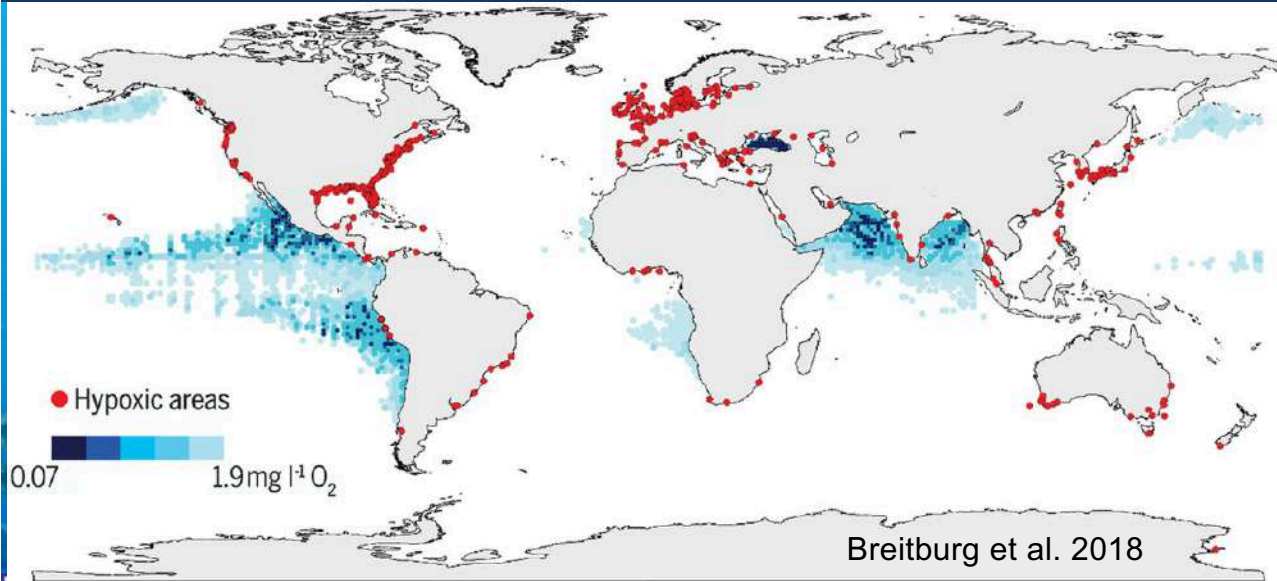 Hypoxic areas
0.07 1.9 mg l⁻¹ O₂
Breitburg et al. 2018